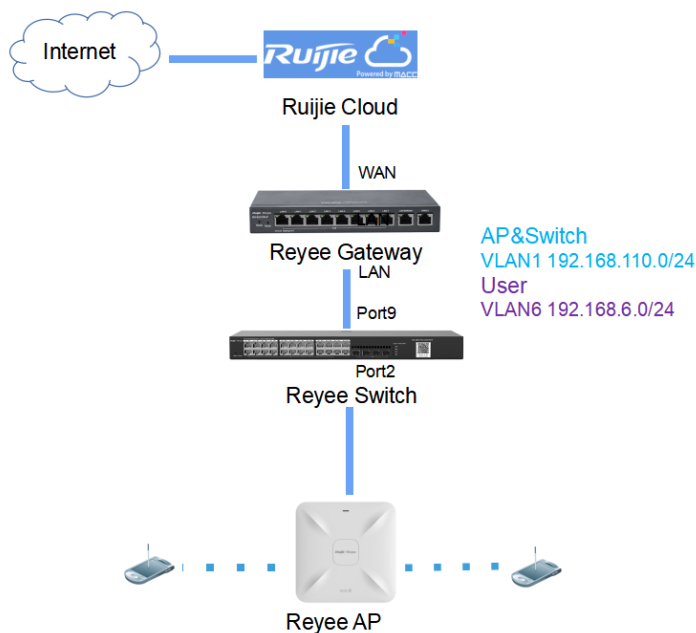 Internet
Ruijie
Powered by MACC
Ruijie Cloud
WAN
Reyee Gateway
LAN
AP&Switch
VLAN1 192.168.110.0/24
User
VLAN6 192.168.6.0/24
Port9
Port2
Reyee Switch
Reyee AP